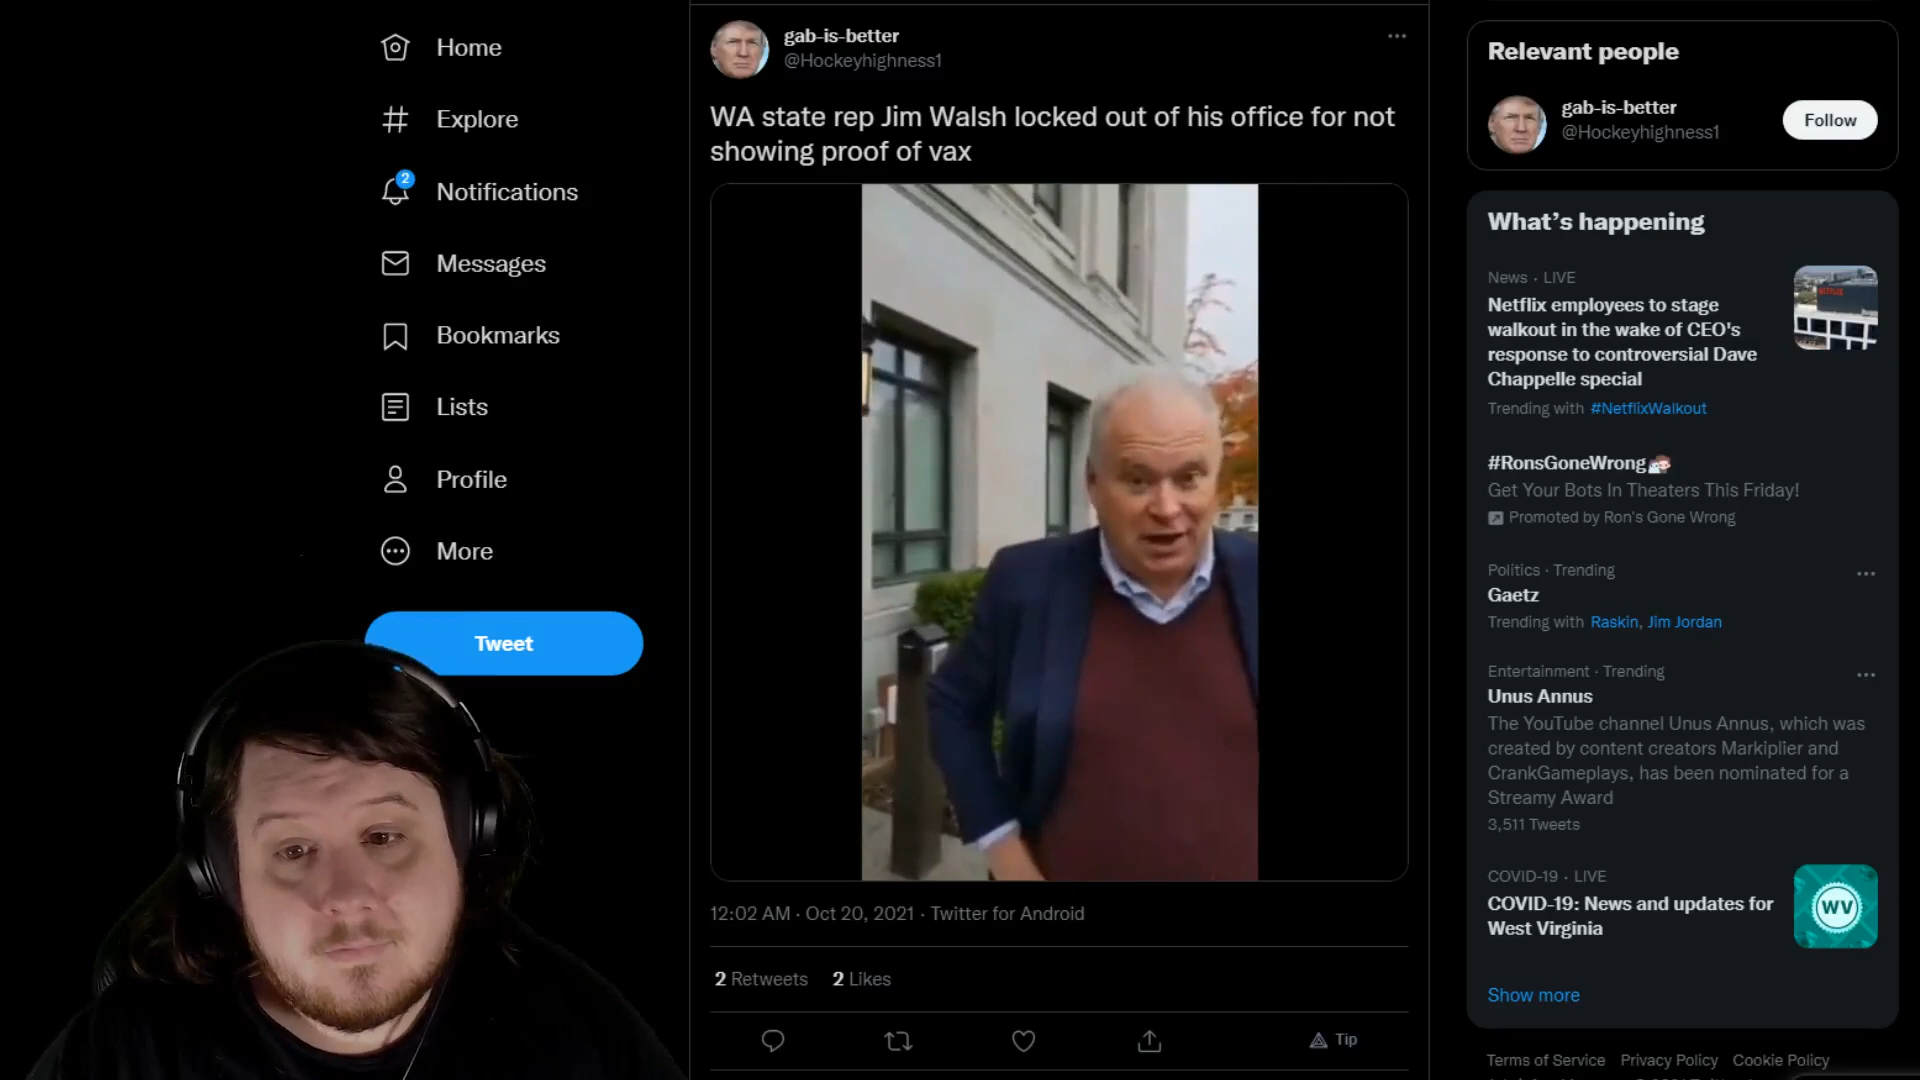 Home
Explore
2
Notifications
Messages
Bookmarks
Lists
Profile
More
Tweet
gab-is-better
@Hockeyhighness1
WA state rep Jim Walsh locked out of his office for not
showing proof of vax
12:02 AM · Oct 20, 2021 · Twitter for Android
2 Retweets 2 Likes
Tip
Relevant people
gab-is-better
@Hockeyhighness1
Follow
What's happening
News · LIVE
Netflix employees to stage
walkout in the wake of CEO's
response to controversial Dave
Chappelle special
Trending with #NetflixWalkout
NETFLIX
#RonsGoneWrong
Get Your Bots In Theaters This Friday!
Promoted by Ron's Gone Wrong
Politics · Trending
Gaetz
Trending with Raskin, Jim Jordan
Entertainment · Trending
Unus Annus
The YouTube channel Unus Annus, which was
created by content creators Markiplier and
CrankGameplays, has been nominated for a
Streamy Award
3,511 Tweets
COVID-19 · LIVE
COVID-19: News and updates for
West Virginia
WV
Show more
Terms of Service Privacy Policy Cookie Policy